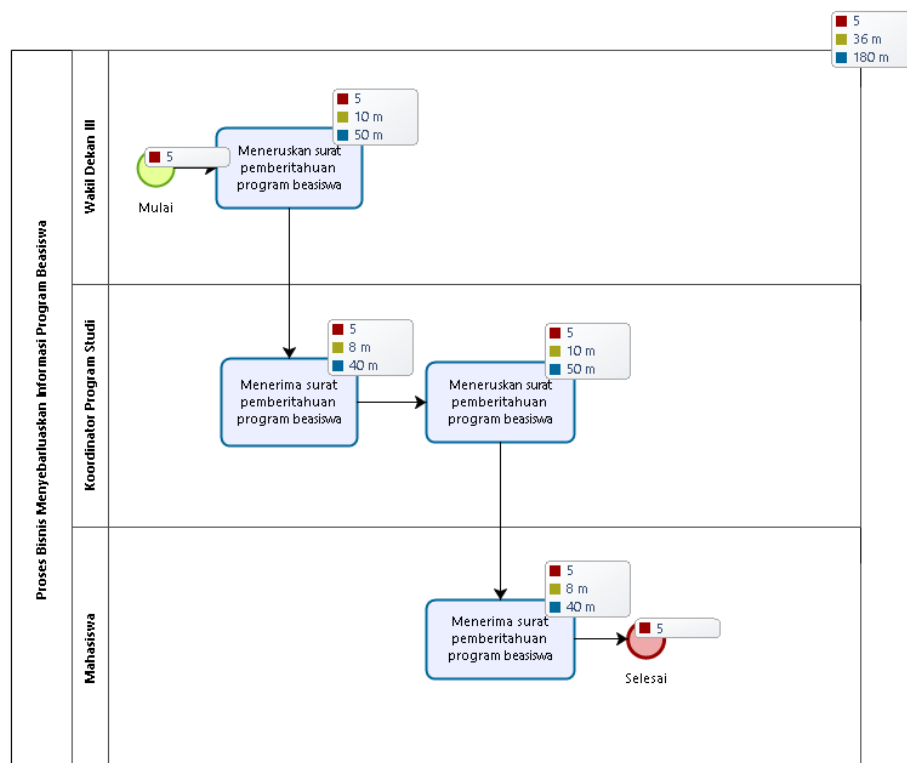 5
36 m
180 m
Proses Bisnis Menyebarluaskan Informasi Program Beasiswa
Wakil Dekan III
5
Mulai
5
10 m
50 m
Meneruskan surat
pemberitahuan
program beasiswa
Koordinator Program Studi
5
8 m
40 m
Menerima surat
pemberitahuan
program beasiswa
5
10 m
50 m
Meneruskan surat
pemberitahuan
program beasiswa
Mahasiswa
5
8 m
40 m
Menerima surat
pemberitahuan
program beasiswa
5
Selesai